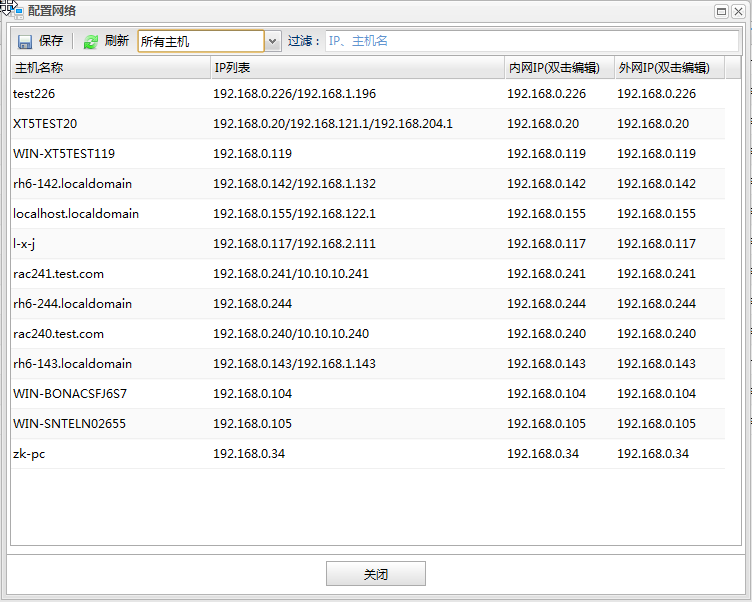 配置网络
保存 刷新 所有主机 过滤： IP、主机名
主机名称 IP列表 内网IP(双击编辑) 外网IP(双击编辑)
test226 192.168.0.226/192.168.1.196 192.168.0.226 192.168.0.226
XT5TEST20 192.168.0.20/192.168.121.1/192.168.204.1 192.168.0.20 192.168.0.20
WIN-XT5TEST119 192.168.0.119 192.168.0.119 192.168.0.119
rh6-142.localdomain 192.168.0.142/192.168.1.132 192.168.0.142 192.168.0.142
localhost.localdomain 192.168.0.155/192.168.122.1 192.168.0.155 192.168.0.155
l-x-j 192.168.0.117/192.168.2.111 192.168.0.117 192.168.0.117
rac241.test.com 192.168.0.241/10.10.10.241 192.168.0.241 192.168.0.241
rh6-244.localdomain 192.168.0.244 192.168.0.244 192.168.0.244
rac240.test.com 192.168.0.240/10.10.10.240 192.168.0.240 192.168.0.240
rh6-143.localdomain 192.168.0.143/192.168.1.143 192.168.0.143 192.168.0.143
WIN-BONACSFJ6S7 192.168.0.104 192.168.0.104 192.168.0.104
WIN-SNTELN02655 192.168.0.105 192.168.0.105 192.168.0.105
zk-pc 192.168.0.34 192.168.0.34 192.168.0.34
关闭